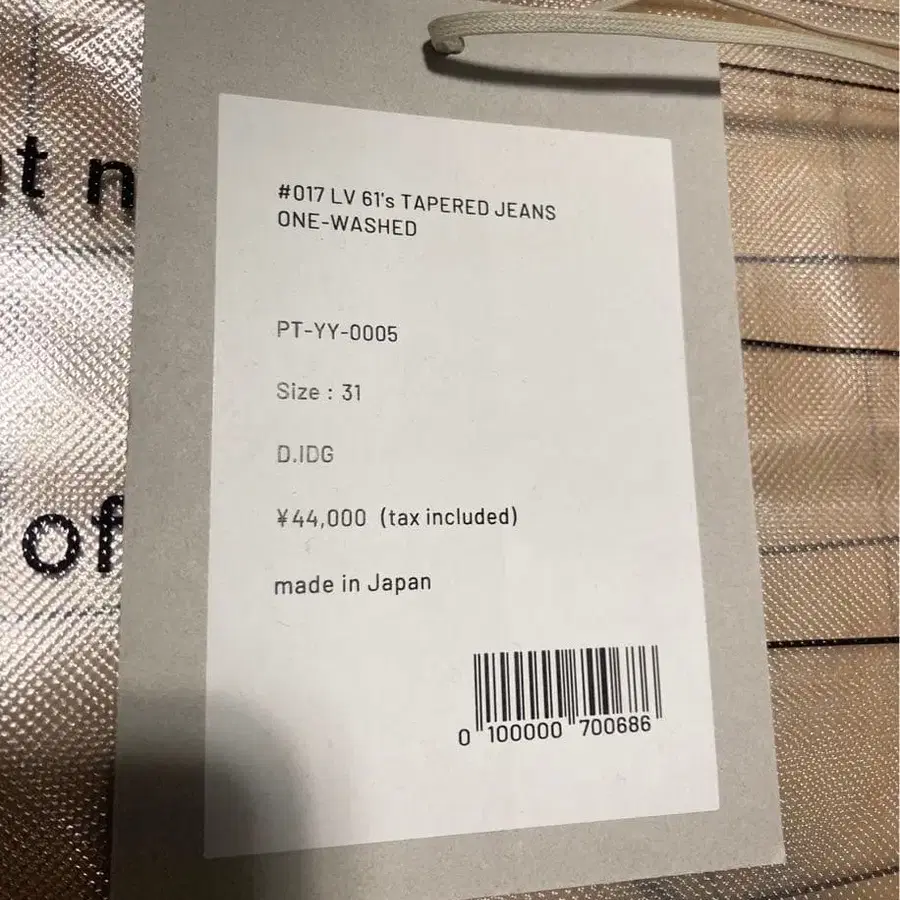 #017 LV 61's TAPERED JEANS
ONE-WASHED
PT-YY-0005
Size : 31
D.IDG
¥44,000 (tax included)
made in Japan
0 100000 700686
of